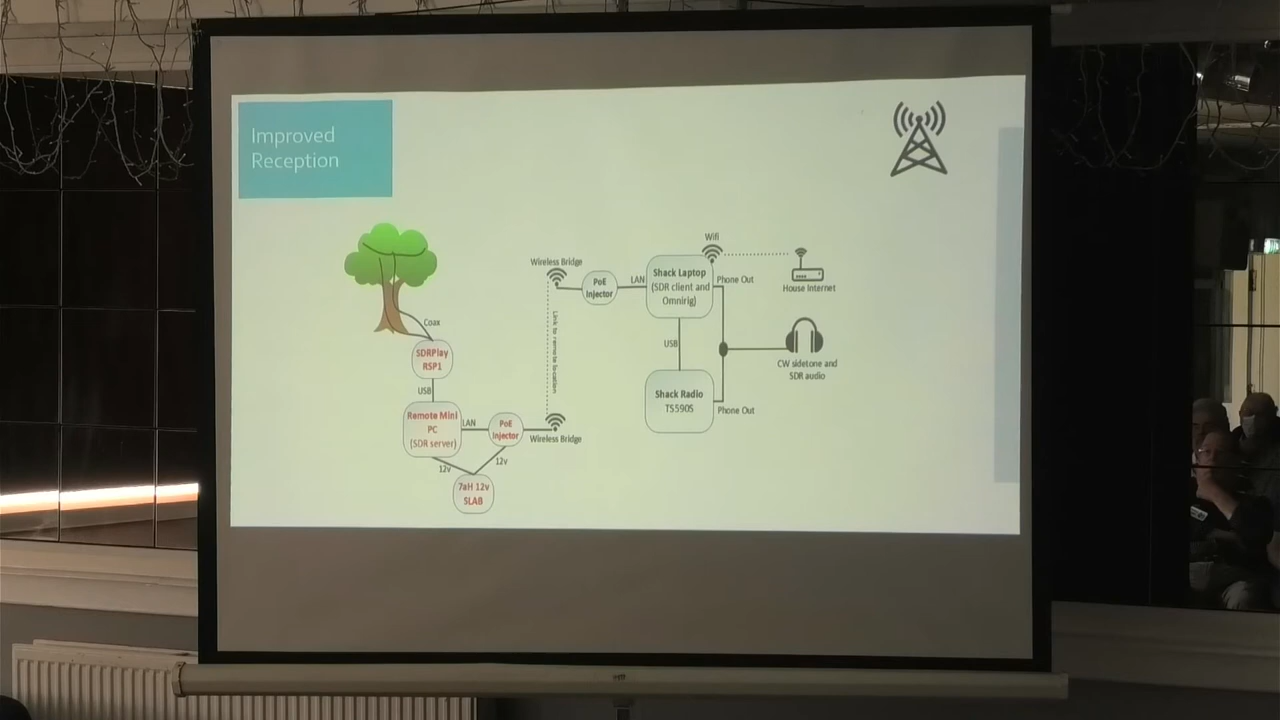 Improved
Reception
Wifi
Wireless Bridge
PoE
Injector
LAN
Shack Laptop
(SDR client and
Omnirig)
Phone Out
House Internet
Coax
Link to remote location
SDRPlay
RSP1
USB
CW sidetone and
SDR audio
USB
Shack Radio
TS590S
Phone Out
Remote Mini
PC
(SDR server)
LAN
PoE
Injector
Wireless Bridge
12v
12v
7aH 12v
SLAB